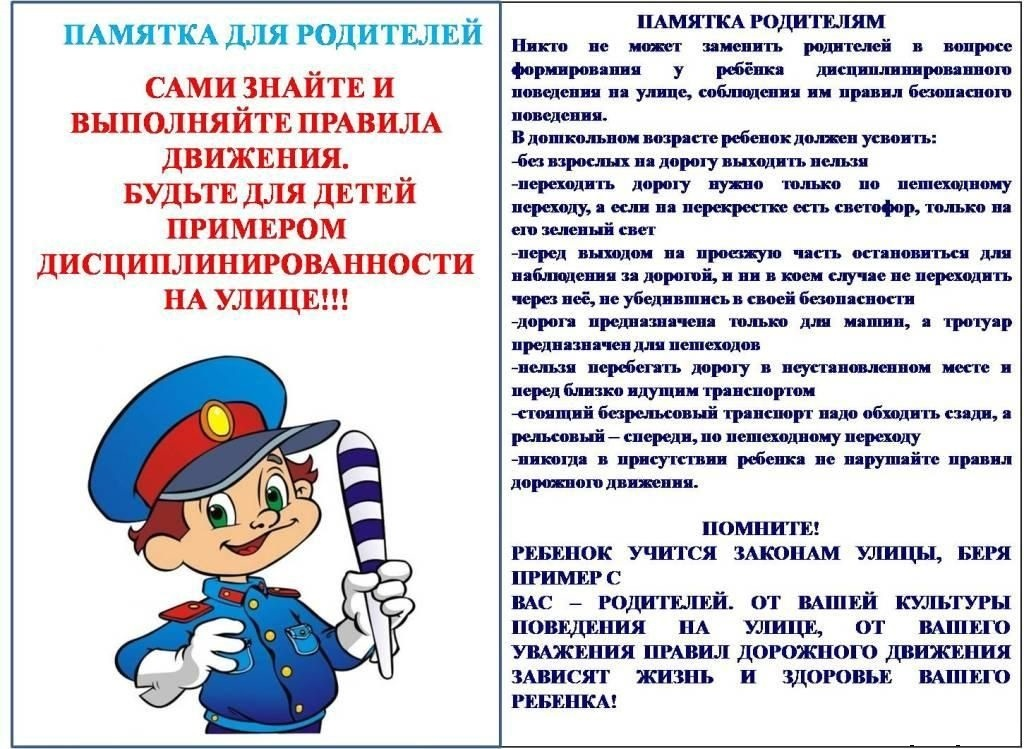 ПАМЯТКА ДЛЯ РОДИТЕЛЕЙ
САМИ ЗНАЙТЕ И
ВЫПОЛНЯЙТЕ ПРАВИЛА
ДВИЖЕНИЯ.
БУДЬТЕ ДЛЯ ДЕТЕЙ
ПРИМЕРОМ
ДИСЦИПЛИНИРОВАННОСТИ
НА УЛИЦЕ!!!
ПАМЯТКА РОДИТЕЛЯМ
Никто не может заменить родителей в вопросе
формирования у ребёнка дисциплинированного
поведения на улице, соблюдения им правил безопасного
поведения.
В дошкольном возрасте ребенок должен усвоить:
-без взрослых на дорогу выходить нельзя
-переходить дорогу нужно только по пешеходному
переходу, а если на перекрестке есть светофор, только на
его зеленый свет
-перед выходом на проезжую часть остановиться для
наблюдения за дорогой, и ни в коем случае не переходить
через неё, не убедившись в своей безопасности
-дорога предназначена только для машин, а тротуар
предназначен для пешеходов
-нельзя перебегать дорогу в неустановленном месте и
перед близко идущим транспортом
-стоящий безрельсовый транспорт надо обходить сзади, а
рельсовый – спереди, по пешеходному переходу
-никогда в присутствии ребенка не нарушайте правил
дорожного движения.
ПОМНИТЕ!
РЕБЕНОК УЧИТСЯ ЗАКОНАМ УЛИЦЫ, БЕРЯ
ПРИМЕР С
ВАС – РОДИТЕЛЕЙ. ОТ ВАШЕЙ КУЛЬТУРЫ
ПОВЕДЕНИЯ НА УЛИЦЕ, ОТ ВАШЕГО
УВАЖЕНИЯ ПРАВИЛ ДОРОЖНОГО ДВИЖЕНИЯ
ЗАВИСЯТ ЖИЗНЬ И ЗДОРОВЬЕ ВАШЕГО
РЕБЕНКА!